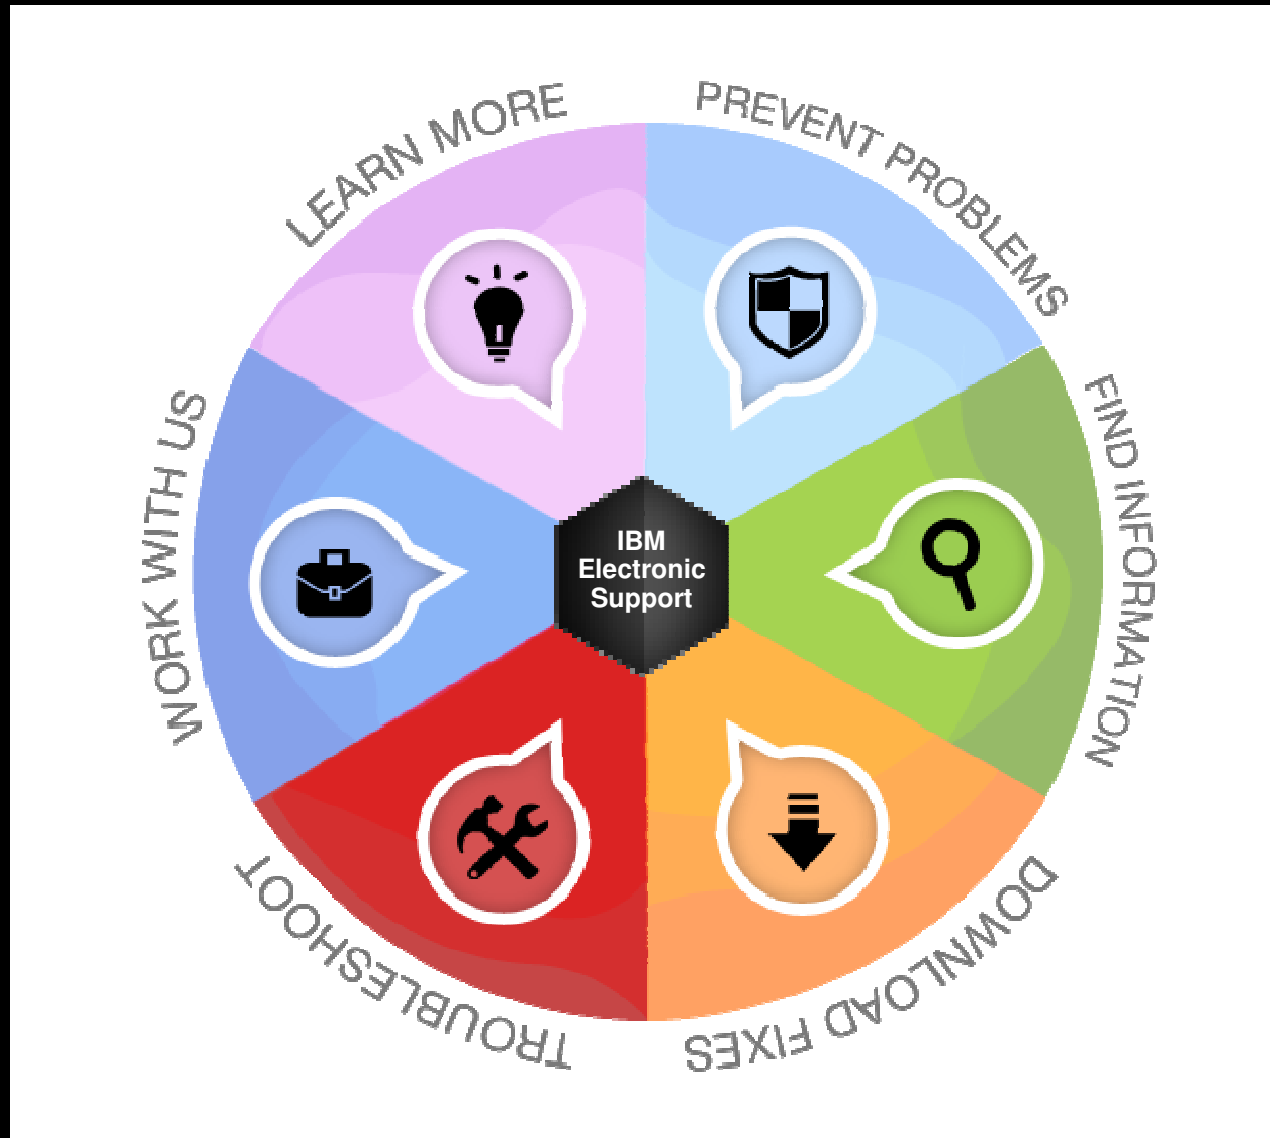 LEARN MORE
PREVENT PROBLEMS
FIND INFORMATION
DOWNLOAD FIXES
TROUBLESHOOT
WORK WITH US
IBM
Electronic
Support